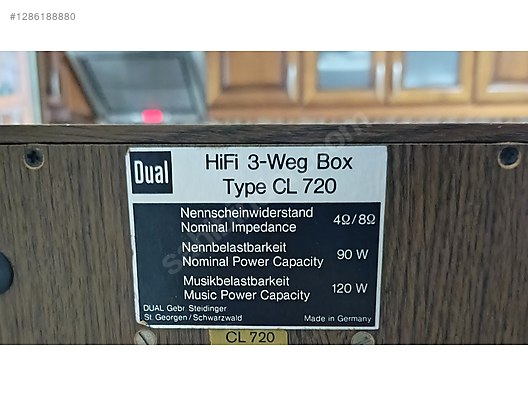 #1286188880
Dual
HiFi 3-Weg Box
Type CL 720
Nennscheinwiderstand
Nominal Impedance
4Ω/8Ω
Nennbelastbarkeit
Nominal Power Capacity
90 W
Musikbelastbarkeit
Music Power Capacity
120 W
DUAL Gebr. Steidinger
St. Georgen/Schwarzwald
Made in Germany
CL 720